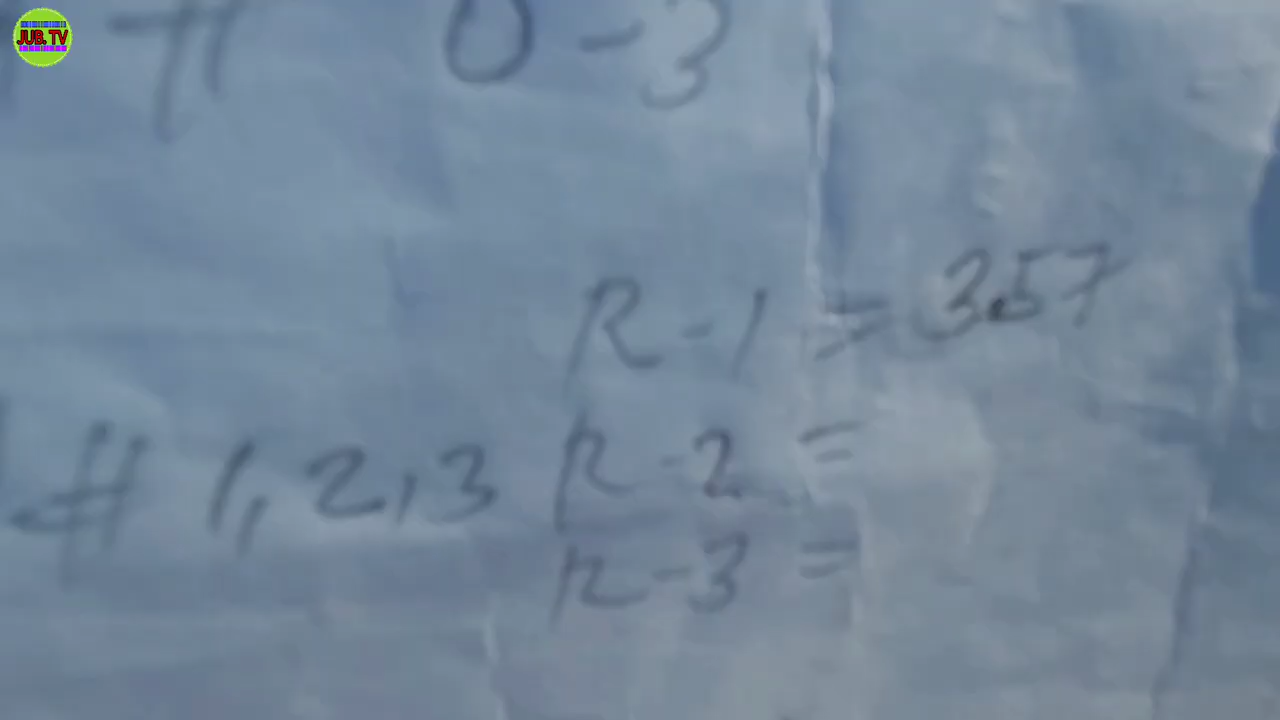 JUB.TV
# 0-3
R-1 = 3.57
# 1,2,3 R-2 =
R-3 =